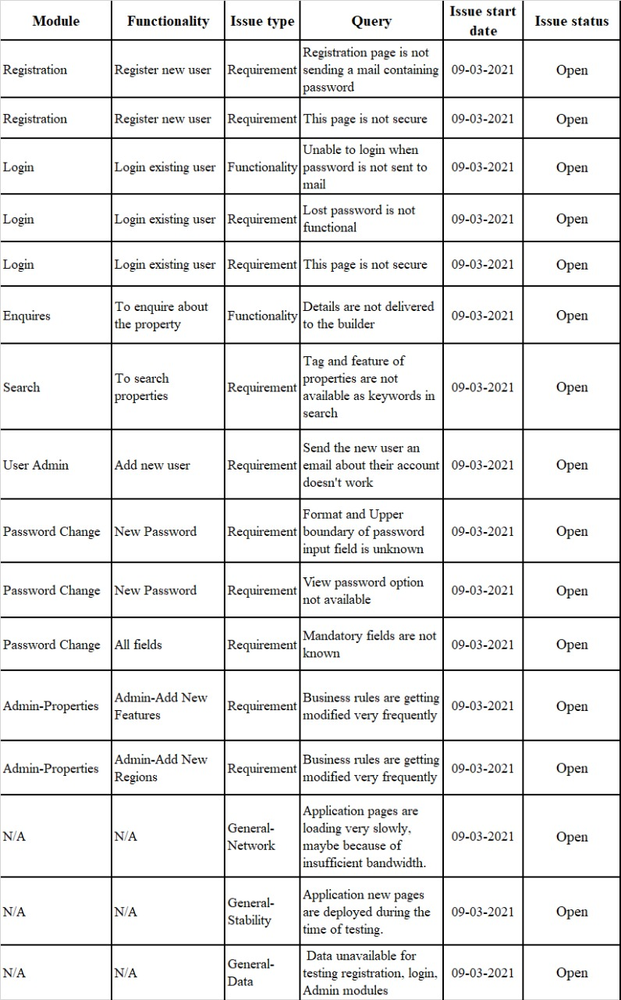 Module Functionality Issue type Query Issue start date Issue status
Registration Register new user Requirement Registration page is not
sending a mail containing
password 09-03-2021 Open
Registration Register new user Requirement This page is not secure 09-03-2021 Open
Login Login existing user Functionality Unable to login when
password is not sent to
mail 09-03-2021 Open
Login Login existing user Requirement Lost password is not
functional 09-03-2021 Open
Login Login existing user Requirement This page is not secure 09-03-2021 Open
Enquires To enquire about
the property Functionality Details are not delivered
to the builder 09-03-2021 Open
Search To search
properties Requirement Tag and feature of
properties are not
available as keywords in
search 09-03-2021 Open
User Admin Add new user Requirement Send the new user an
email about their account
doesn't work 09-03-2021 Open
Password Change New Password Requirement Format and Upper
boundary of password
input field is unknown 09-03-2021 Open
Password Change New Password Requirement View password option
not available 09-03-2021 Open
Password Change All fields Requirement Mandatory fields are not
known 09-03-2021 Open
Admin-Properties Admin-Add New
Features Requirement Business rules are getting
modified very frequently 09-03-2021 Open
Admin-Properties Admin-Add New
Regions Requirement Business rules are getting
modified very frequently 09-03-2021 Open
N/A N/A General-
Network Application pages are
loading very slowly,
maybe because of
insufficient bandwidth. 09-03-2021 Open
N/A N/A General-
Stability Application new pages
are deployed during the
time of testing. 09-03-2021 Open
N/A N/A General-
Data Data unavailable for
testing registration, login,
Admin modules 09-03-2021 Open